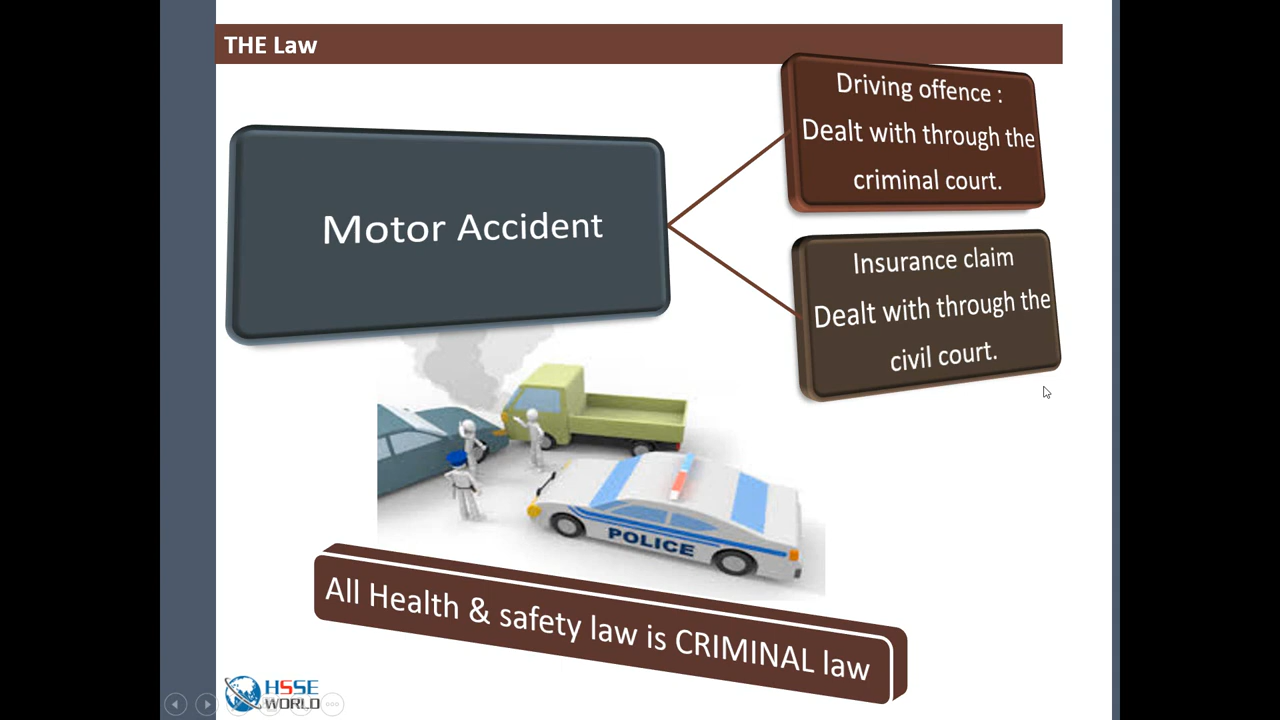 THE Law
Motor Accident
Driving offence :
Dealt with through the
criminal court.
Insurance claim
Dealt with through the
civil court.
POLICE
All Health & safety law is CRIMINAL law
HSSE
WORLD